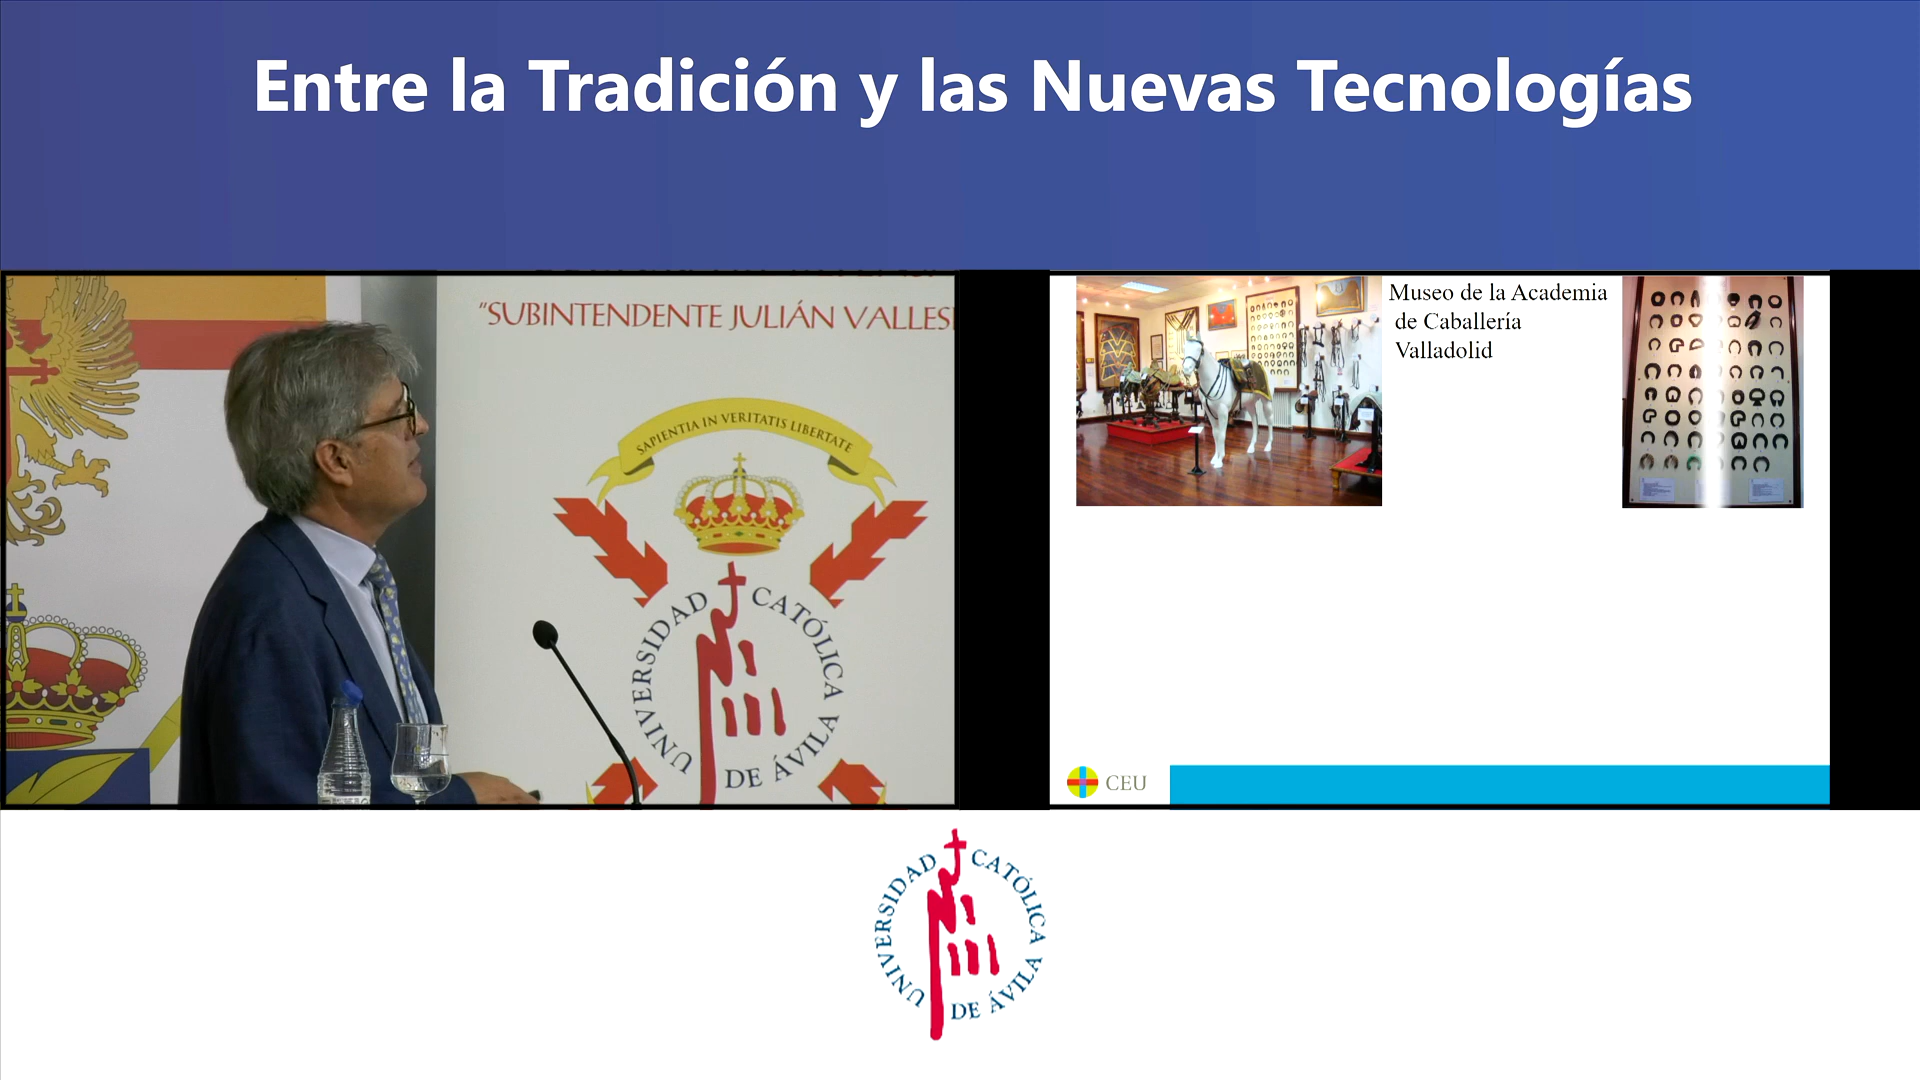 Entre la Tradición y las Nuevas Tecnologías
"SUBINTENDENTE JULIÁN VALLES
SAPIENTIA IN VERITATIS LIBERTATE
UNIVERSIDAD CATÓLICA DE ÁVILA
Museo de la Academia
de Caballería
Valladolid
CEU
UNIVERSIDAD CATÓLICA DE ÁVILA